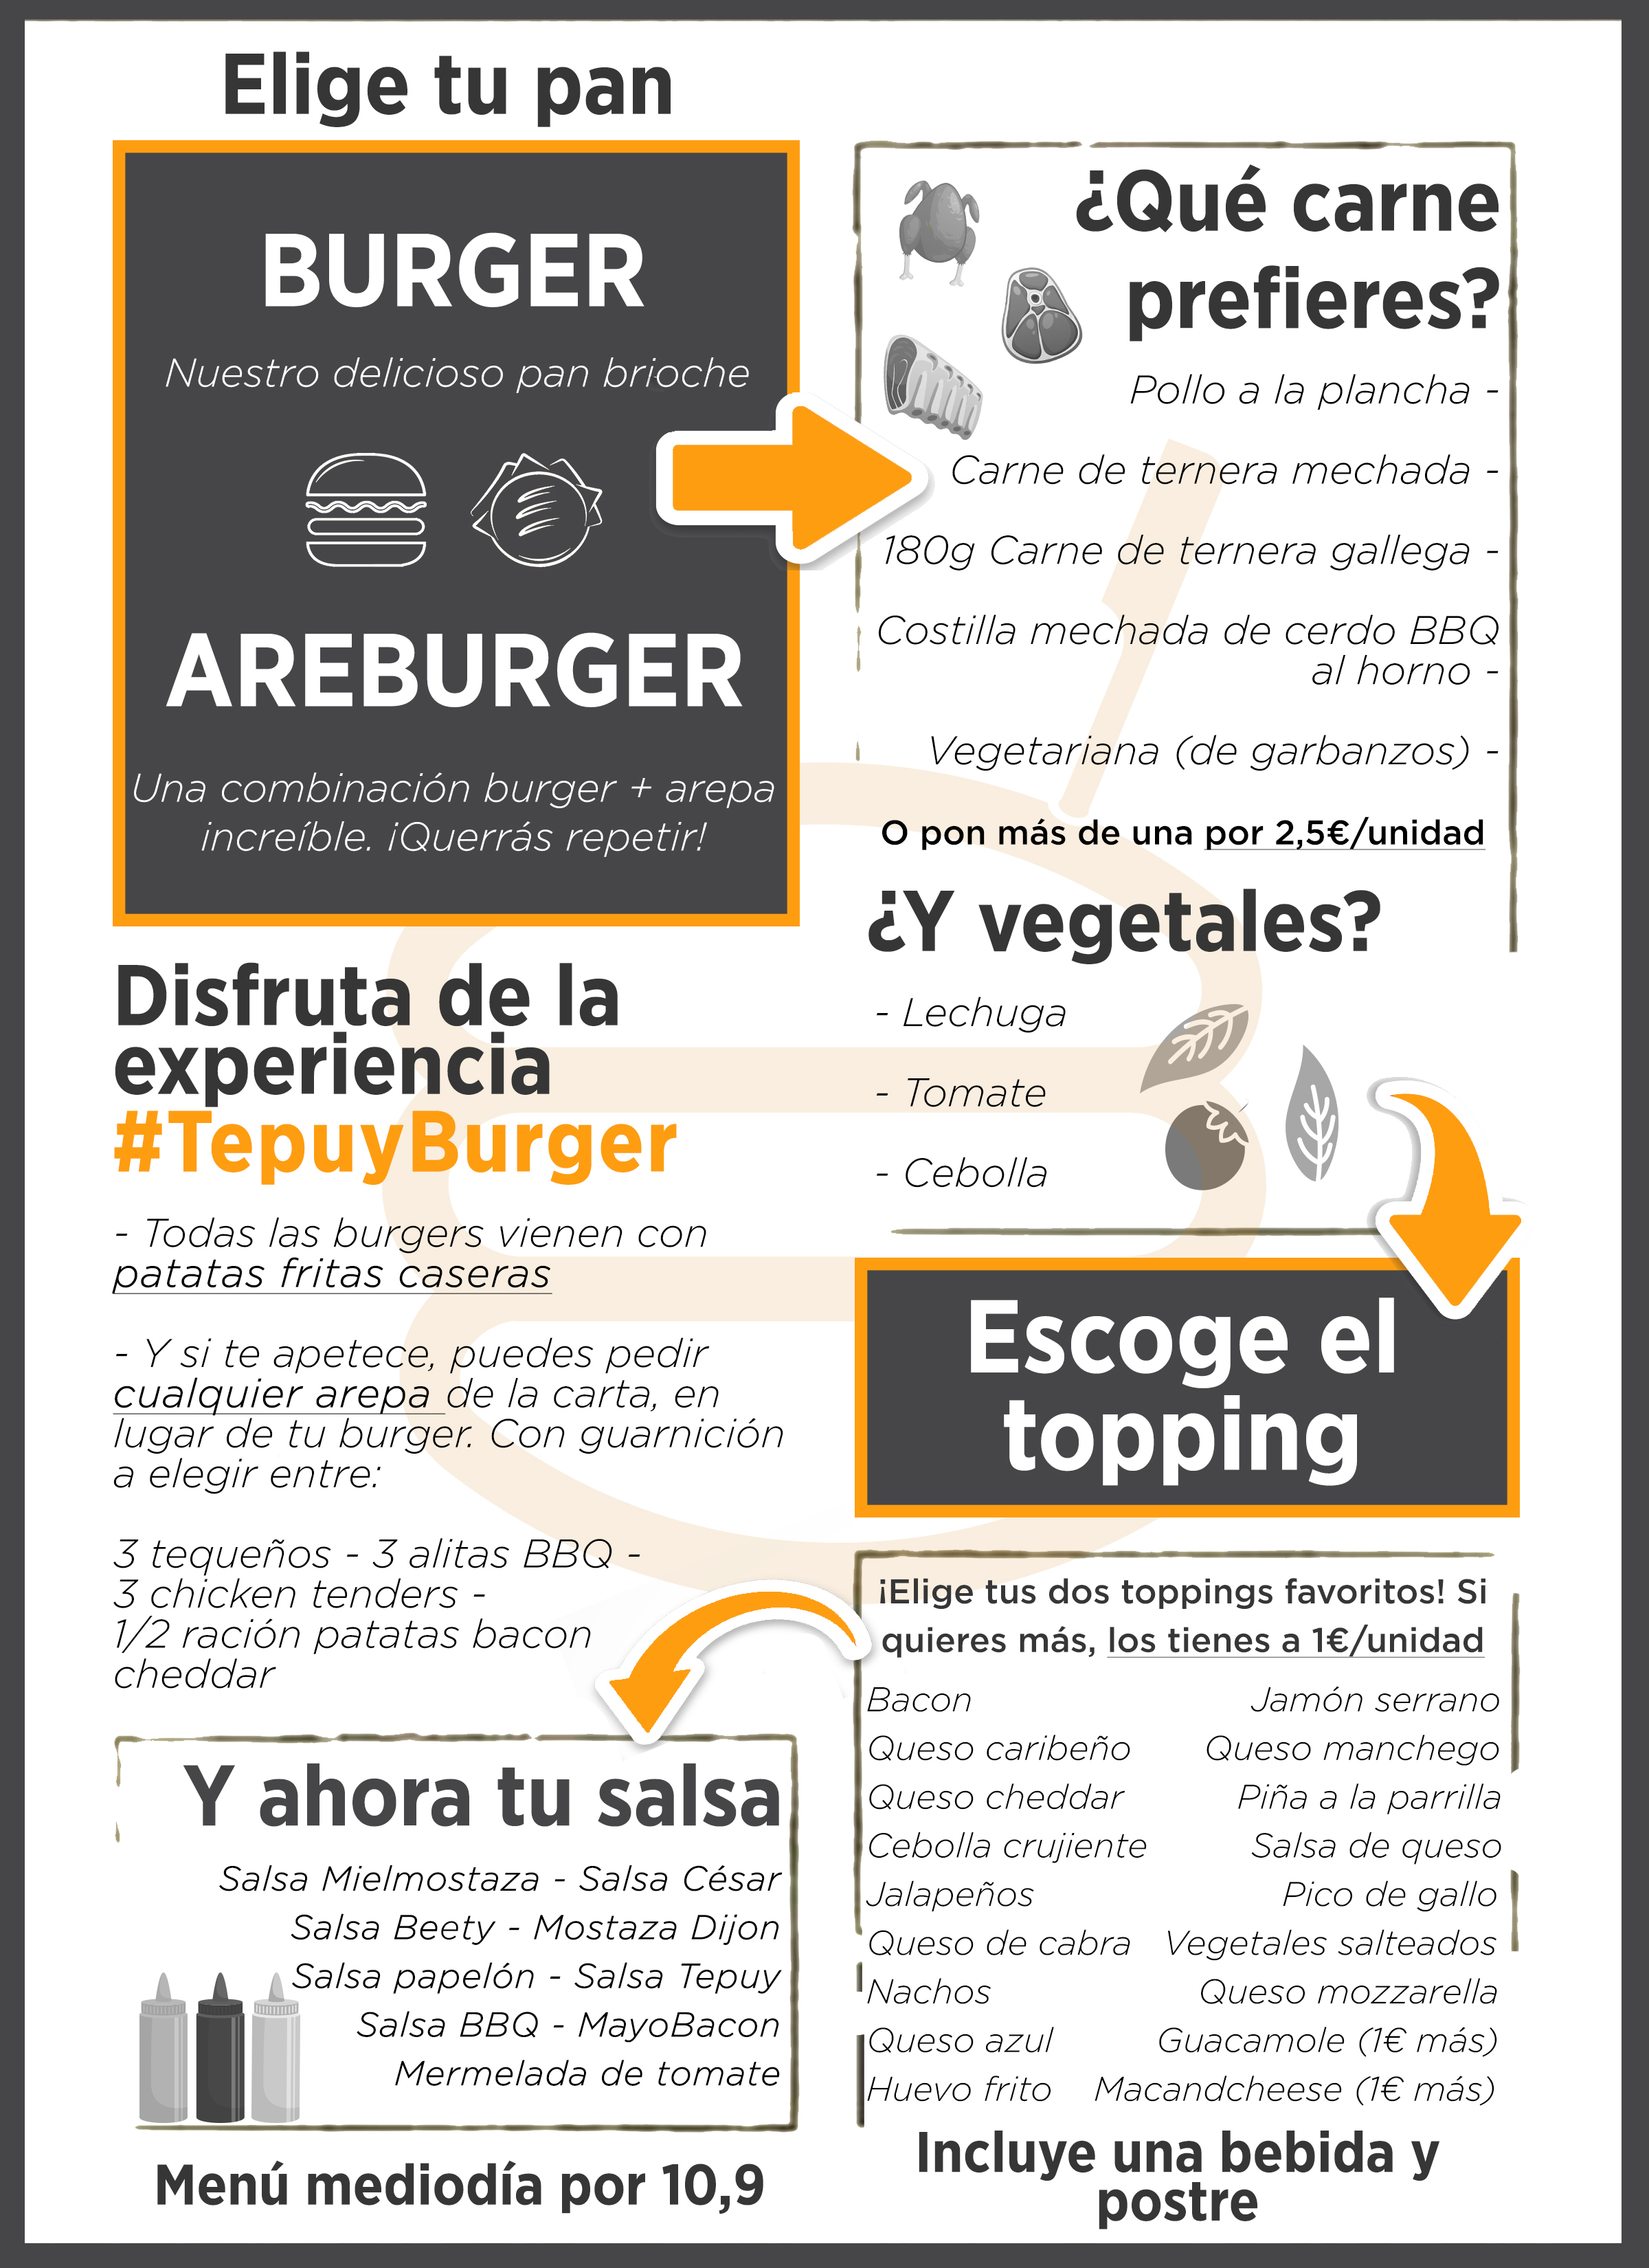 Elige tu pan
BURGER
Nuestro delicioso pan brioche
AREBURGER
Una combinación burger + arepa
increíble. ¡Querrás repetir!
¿Qué carne
prefieres?
Pollo a la plancha -
Carne de ternera mechada -
180g Carne de ternera gallega -
Costilla mechada de cerdo BBQ
al horno -
Vegetariana (de garbanzos) -
O pon más de una por 2,5€/unidad
¿Y vegetales?
- Lechuga
- Tomate
- Cebolla
Disfruta de la
experiencia
#TepuyBurger
- Todas las burgers vienen con
patatas fritas caseras
- Y si te apetece, puedes pedir
cualquier arepa de la carta, en
lugar de tu burger. Con guarnición
a elegir entre:
3 tequeños - 3 alitas BBQ -
3 chicken tenders -
1/2 ración patatas bacon
cheddar
Escoge el
topping
¡Elige tus dos toppings favoritos! Si
quieres más, los tienes a 1€/unidad
Bacon Jamón serrano
Queso caribeño Queso manchego
Queso cheddar Piña a la parrilla
Cebolla crujiente Salsa de queso
Jalapeños Pico de gallo
Queso de cabra Vegetales salteados
Nachos Queso mozzarella
Queso azul Guacamole (1€ más)
Huevo frito Macandcheese (1€ más)
Y ahora tu salsa
Salsa Mielmostaza - Salsa César
Salsa Beety - Mostaza Dijon
Salsa papelón - Salsa Tepuy
Salsa BBQ - MayoBacon
Mermelada de tomate
Menú mediodía por 10,9
Incluye una bebida y
postre